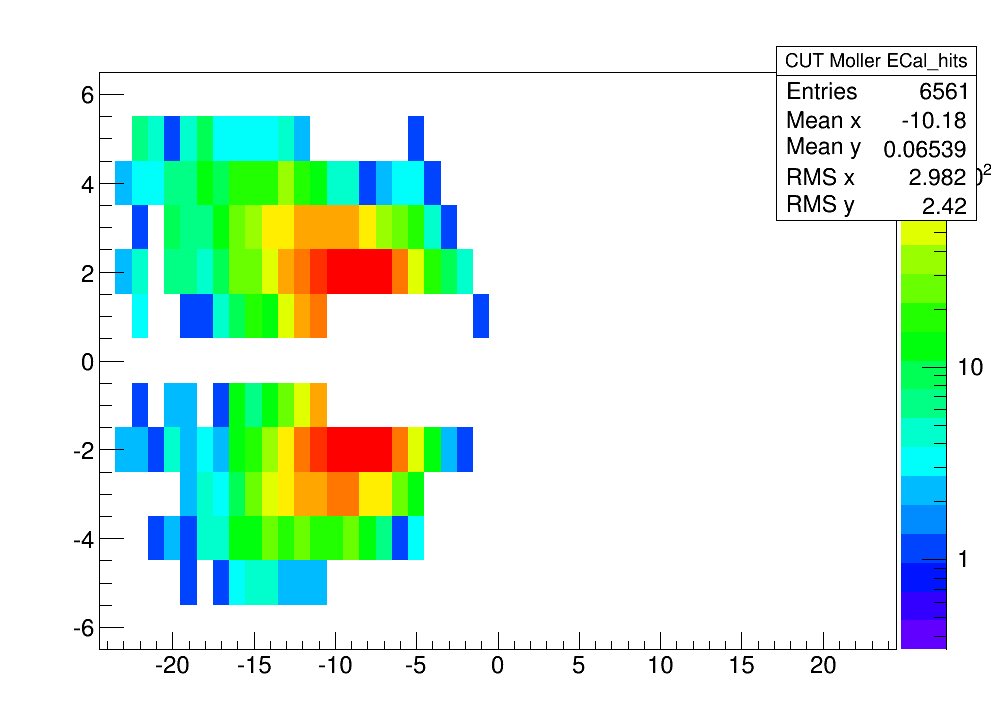 CUT Moller ECal_hits
Entries 6561
Mean x -10.18
Mean y 0.06539
RMS x 2.982
RMS y 2.42
6
4
2
0
-2
-4
-6
-20 -15 -10 -5 0 5 10 15 20
10
1